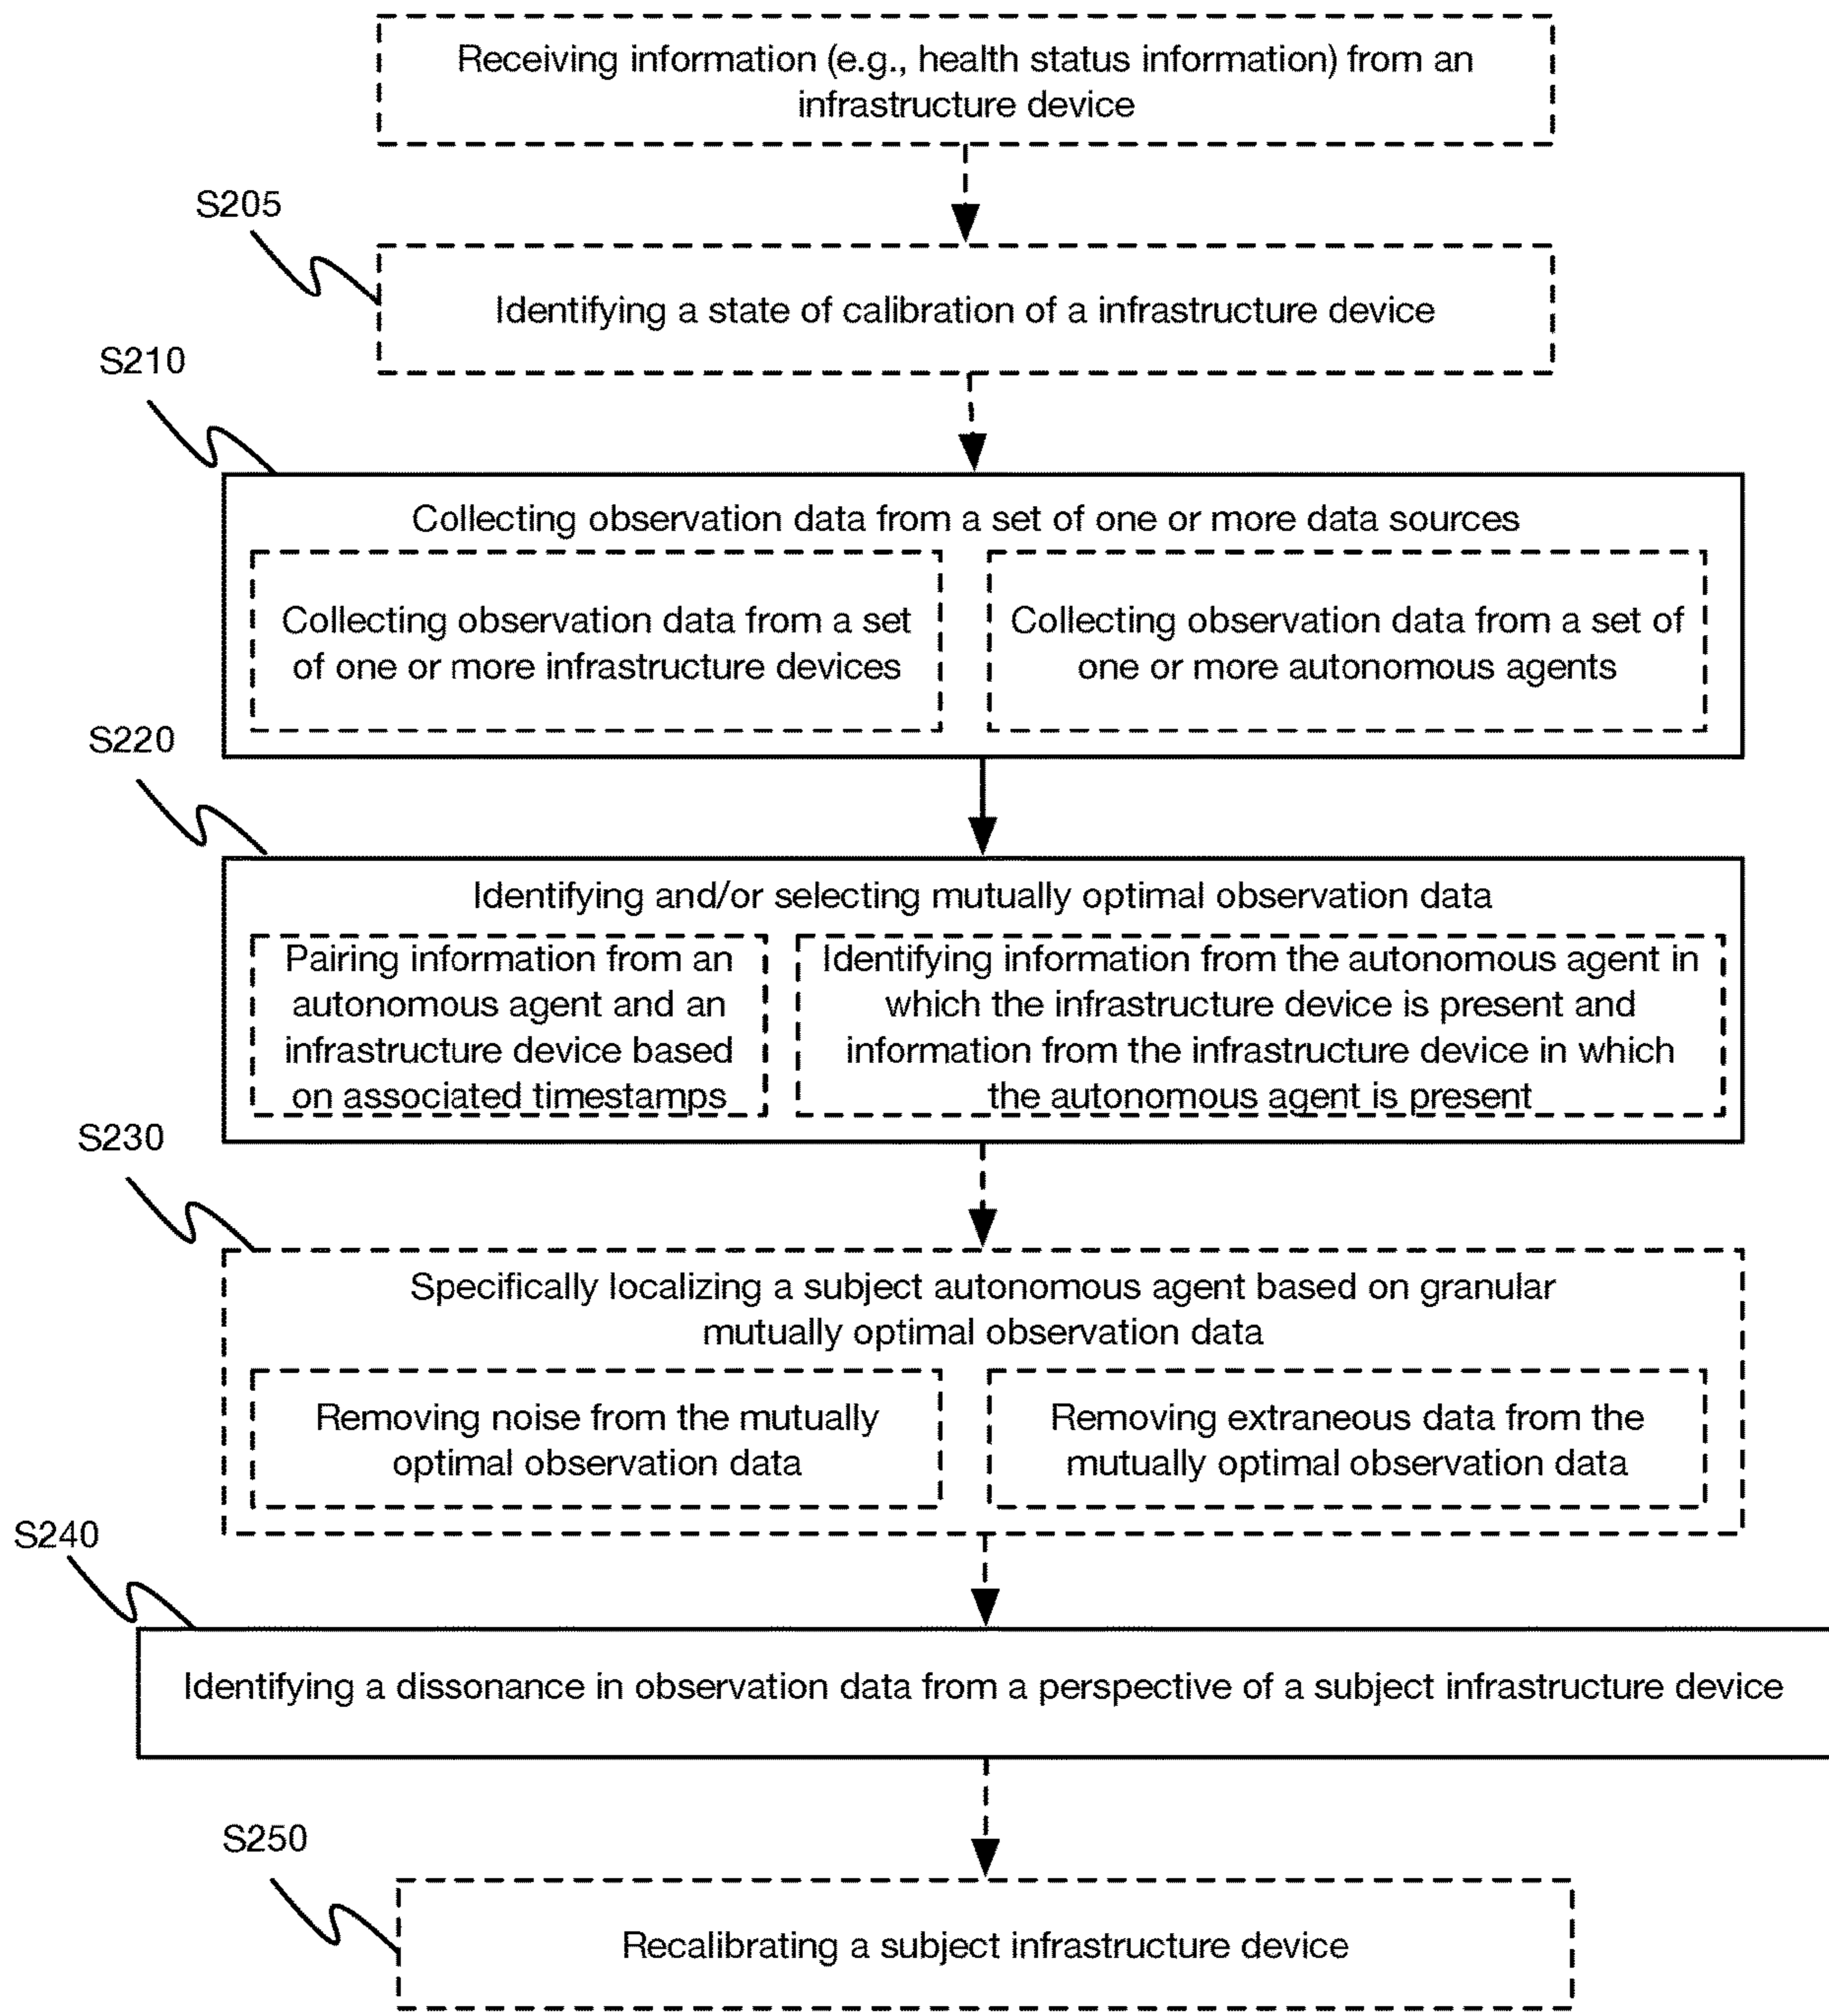 Receiving information (e.g., health status information) from an
infrastructure device
S205
Identifying a state of calibration of a infrastructure device
S210
Collecting observation data from a set of one or more data sources
Collecting observation data from a set
of one or more infrastructure devices
Collecting observation data from a set of
one or more autonomous agents
S220
Identifying and/or selecting mutually optimal observation data
Pairing information from an
autonomous agent and an
infrastructure device based
on associated timestamps
Identifying information from the autonomous agent in
which the infrastructure device is present and
information from the infrastructure device in which
the autonomous agent is present
S230
Specifically localizing a subject autonomous agent based on granular
mutually optimal observation data
Removing noise from the mutually
optimal observation data
Removing extraneous data from the
mutually optimal observation data
S240
Identifying a dissonance in observation data from a perspective of a subject infrastructure device
S250
Recalibrating a subject infrastructure device